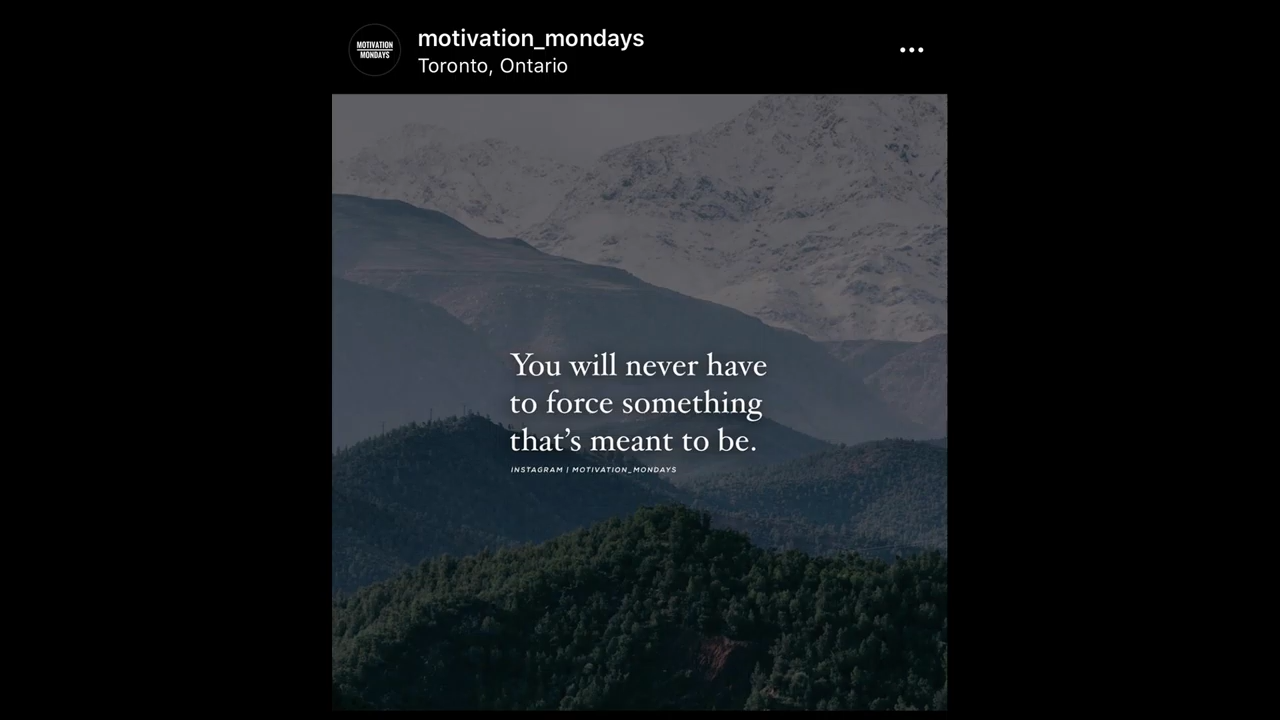 MOTIVATION
MONDAYS
motivation_mondays
Toronto, Ontario
You will never have
to force something
that’s meant to be.
INSTAGRAM | MOTIVATION_MONDAYS